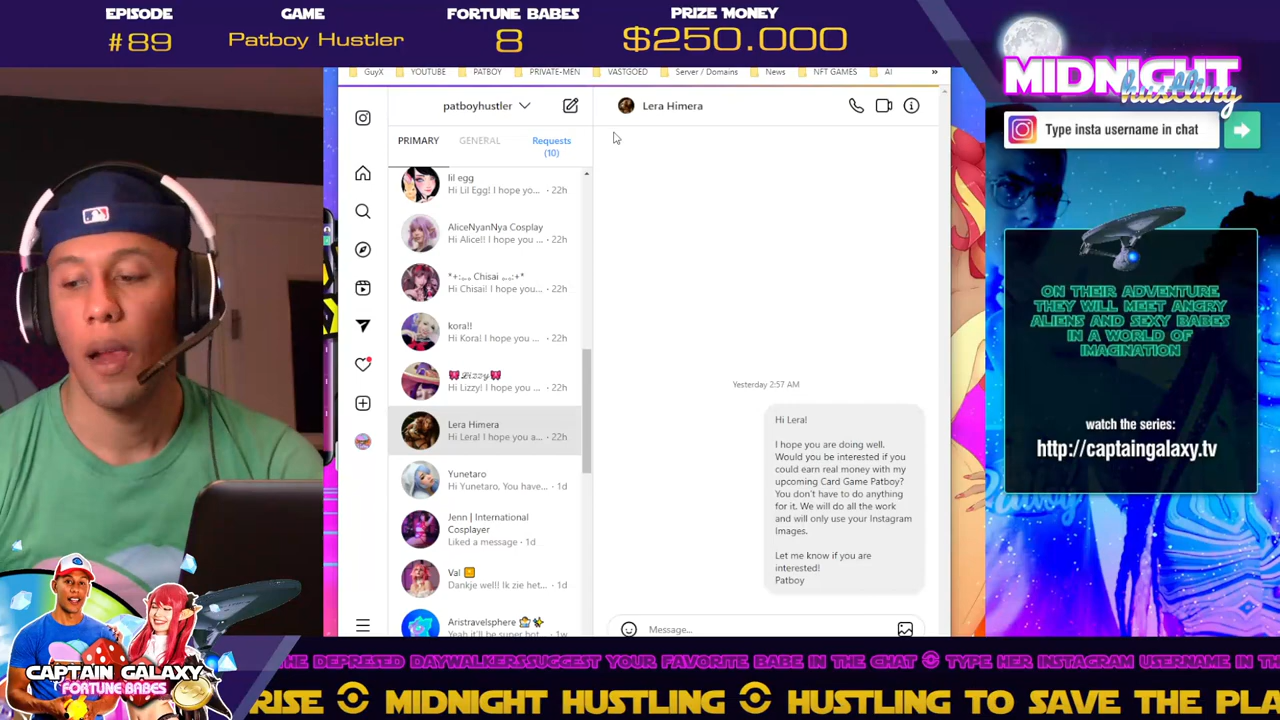 EPISODE
#89
GAME
Patboy Hustler
FORTUNE BABES
8
PRIZE MONEY
$250.000
MIDNIGHT
hustling
GuyX
YOUTUBE
PATBOY
PRIVATE-MEN
VASTGOED
Server / Domains
News
NFT GAMES
AI
»
patboyhustler
Lera Himera
Type insta username in chat
PRIMARY
GENERAL
Requests
(10)
lil egg
Hi Lil Egg! I hope yo... · 22h
AliceNyanNya Cosplay
Hi Alice!! I hope you ... · 22h
*+:｡.｡ Chisai ｡.｡:+*
Hi Chisai! I hope you... · 22h
kora!!
Hi Kora! I hope you ... · 22h
🎀 𝓛𝓲𝔃𝔃𝔂 🎀
Hi Lizzy! I hope you ... · 22h
Lera Himera
Hi Lera! I hope you a... · 22h
Yunetaro
Hi Yunetaro, You have... · 1d
Jenn | International
Cosplayer
Liked a message · 1d
Val
Dankje well! Ik zie het... · 1d
Aristravelsphere
Yeah it'll be super bot... · 1w
Yesterday 2:57 AM
Hi Lera!
I hope you are doing well.
Would you be interested if you
could earn real money with my
upcoming Card Game Patboy?
You don't have to do anything
for it. We will do all the work
and will only use your Instagram
Images.
Let me know if you are
interested!
Patboy
Message...
ON THEIR ADVENTURE
THEY WILL MEET ANGRY
ALIENS AND SEXY BABES
IN A WORLD OF
IMAGINATION
watch the series:
http://captaingalaxy.tv
CAPTAIN GALAXY
FORTUNE BABES
THE DEPRESED DAYWALKERS SUGGEST YOUR FAVORITE BABE IN THE CHAT TYPE HER INSTAGRAM USERNAME IN
RISE MIDNIGHT HUSTLING HUSTLING TO SAVE THE